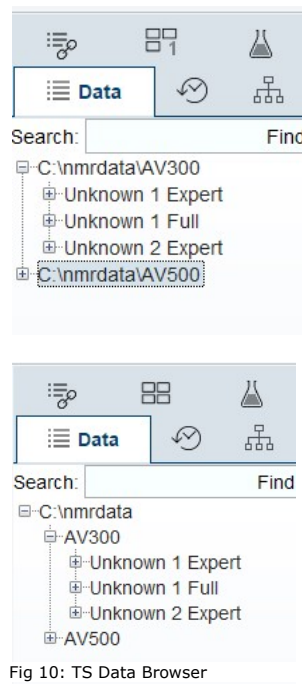 1
Data
Search: Find
C:\nmrdata\AV300
Unknown 1 Expert
Unknown 1 Full
Unknown 2 Expert
C:\nmrdata\AV500
Data
Search: Find
C:\nmrdata
AV300
Unknown 1 Expert
Unknown 1 Full
Unknown 2 Expert
AV500
Fig 10: TS Data Browser